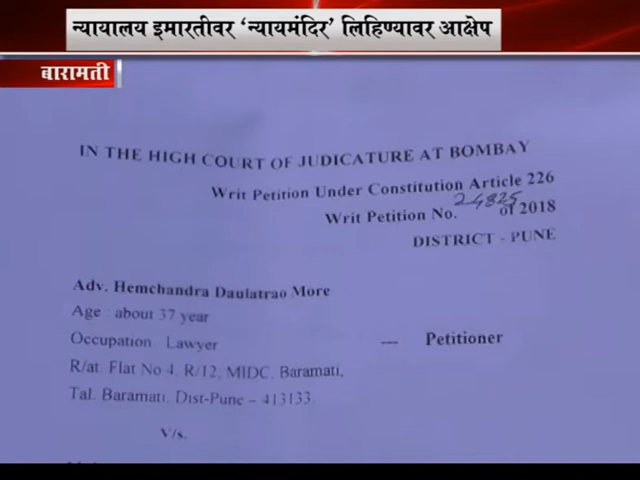 न्यायालय इमारतीवर ‘न्यायमंदिर’ लिहिण्यावर आक्षेप
बारामती
IN THE HIGH COURT OF JUDICATURE AT BOMBAY
Writ Petition Under Constitution Article 226
Writ Petition No. 24825 of 2018
DISTRICT - PUNE
Adv. Hemchandra Daulatrao More
Age : about 37 year
Occupation : Lawyer
--- Petitioner
R/at. Flat No 4, R/12, MIDC, Baramati,
Tal. Baramati, Dist-Pune – 413133.
V/s.